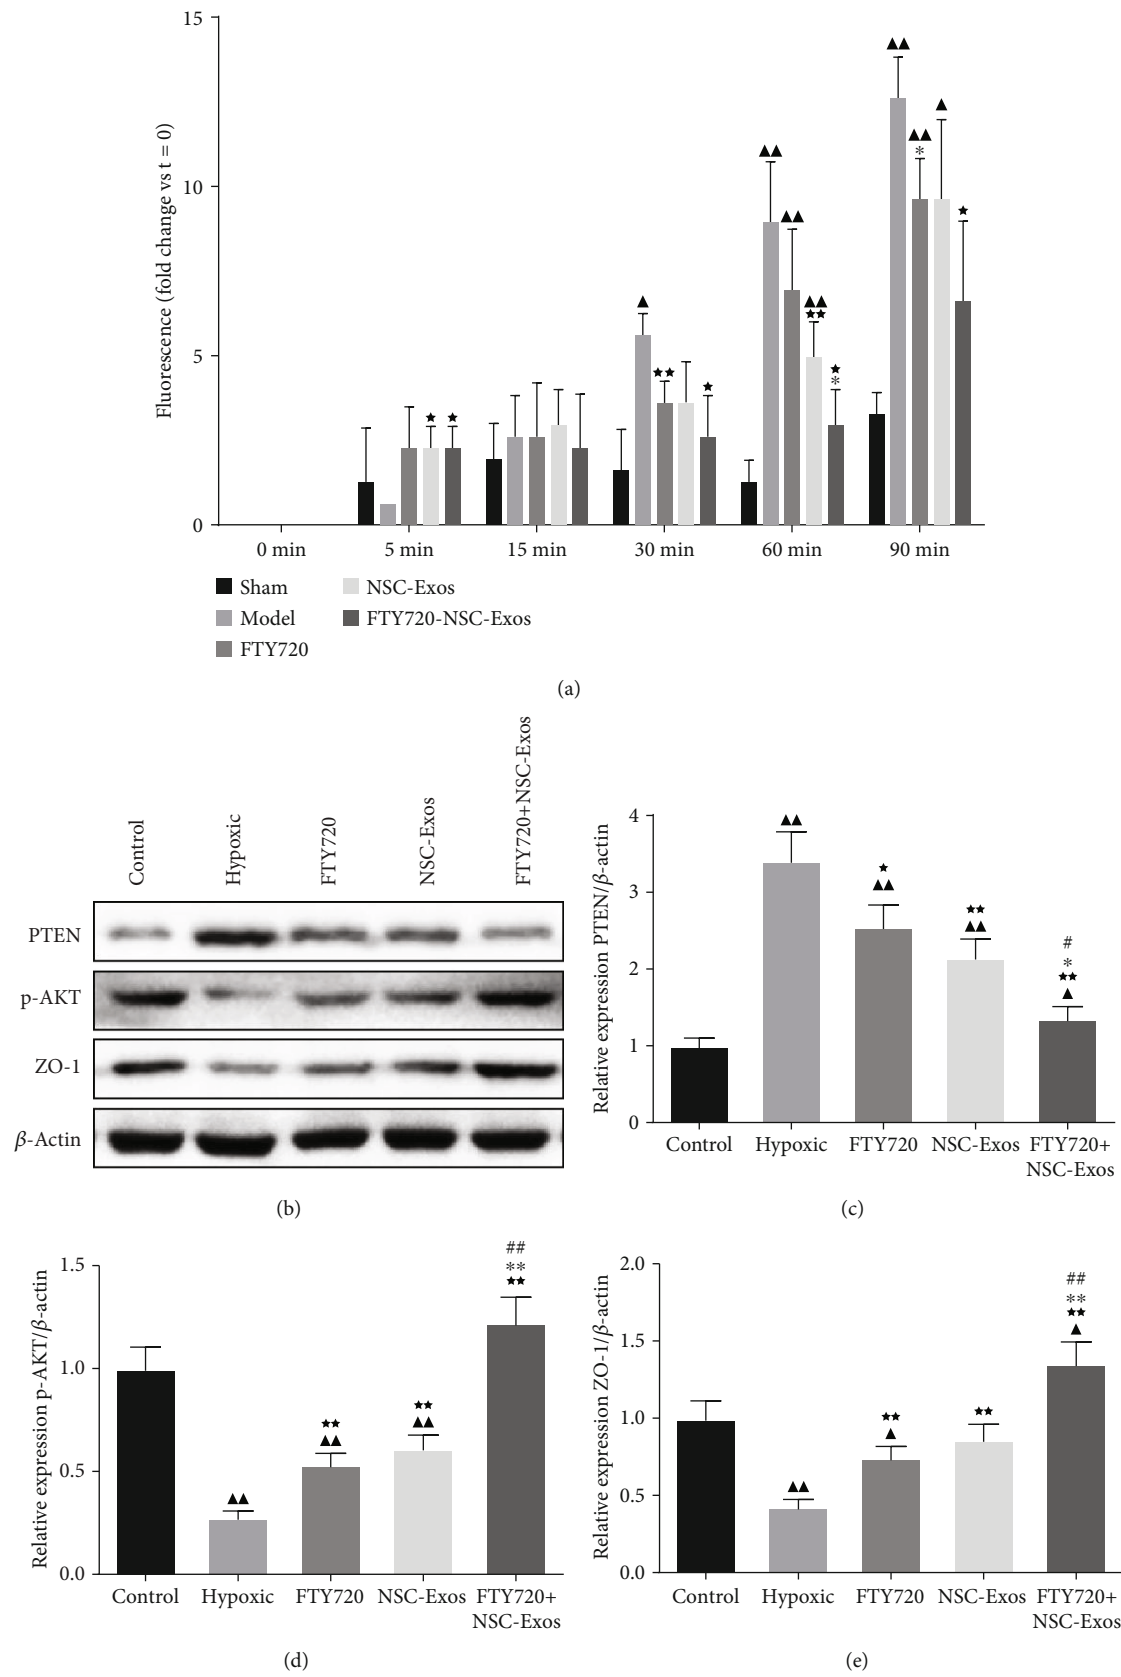 Fluorescence (fold change vs t = 0)
15
10
5
0
▲▲
▲▲
*
▲
★
▲▲
▲▲
▲▲
★★
★
*
▲
★★
★
★
★
0 min 5 min 15 min 30 min 60 min 90 min
Sham NSC-Exos
Model FTY720-NSC-Exos
FTY720
(a)
Control Hypoxic FTY720 NSC-Exos FTY720+NSC-Exos
PTEN
p-AKT
ZO-1
β-Actin
(b)
Relative expression PTEN/β-actin
4
3
2
1
0
▲▲
★
▲▲
★★
▲▲
#
*
★★
▲
Control Hypoxic FTY720 NSC-Exos FTY720+
NSC-Exos
(c)
Relative expression p-AKT/β-actin
1.5
1.0
0.5
0.0
▲▲
★★
▲▲
★★
▲▲
##
**
★★
Control Hypoxic FTY720 NSC-Exos FTY720+
NSC-Exos
(d)
Relative expression ZO-1/β-actin
2.0
1.5
1.0
0.5
0.0
▲▲
★★
▲
★★
##
**
★★
▲
Control Hypoxic FTY720 NSC-Exos FTY720+
NSC-Exos
(e)